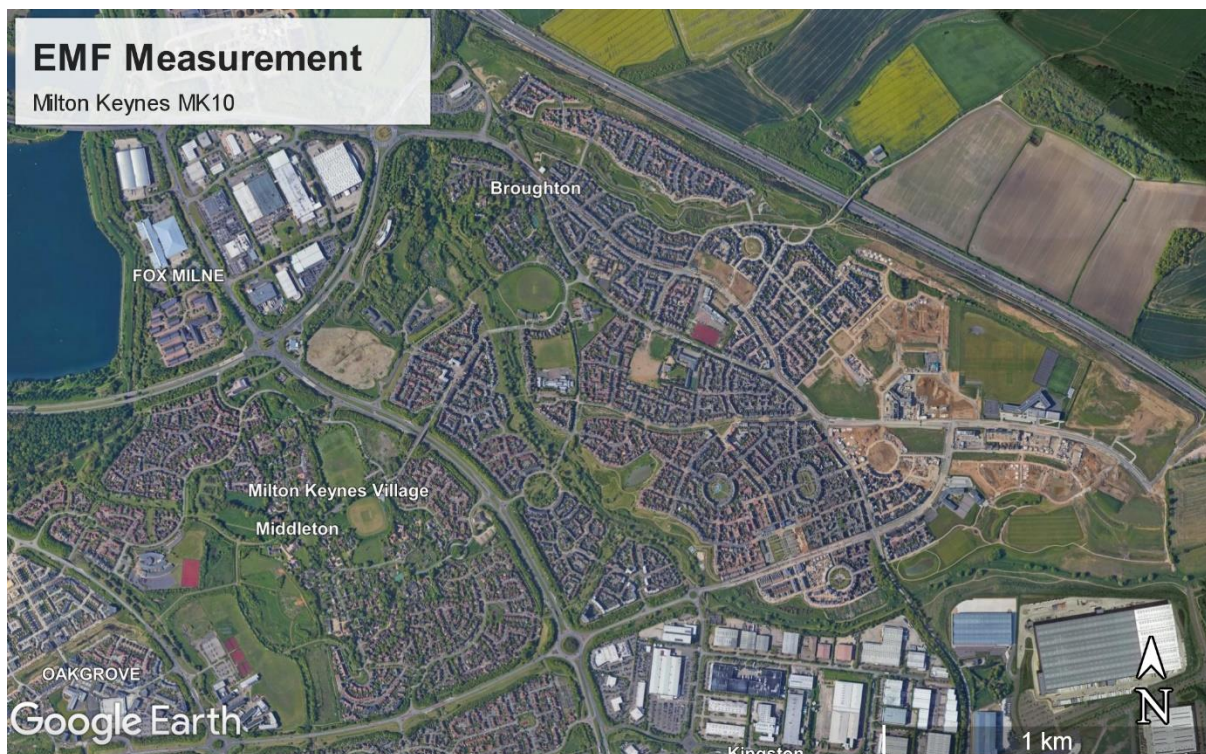 EMF Measurement
Milton Keynes MK10
Broughton
FOX MILNE
Milton Keynes Village
Middleton
OAKGROVE
Google Earth
N
1 km
Kingston